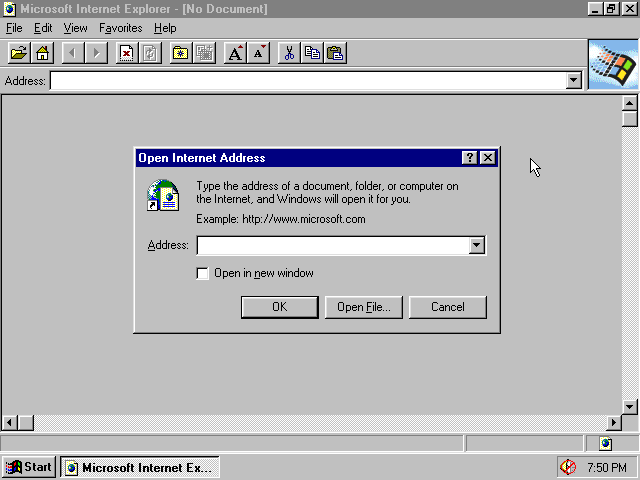 Microsoft Internet Explorer - [No Document]
File Edit View Favorites Help
A A
Address:
Open Internet Address
Type the address of a document, folder, or computer on
the Internet, and Windows will open it for you.
Example: http://www.microsoft.com
Address:
Open in new window
OK Open File... Cancel
Start Microsoft Internet Ex... 7:50 PM